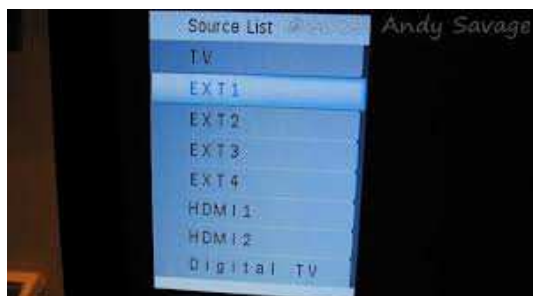 Source List
Andy Savage
TV
EXT1
EXT2
EXT3
EXT4
HDMI1
HDMI2
Digital TV